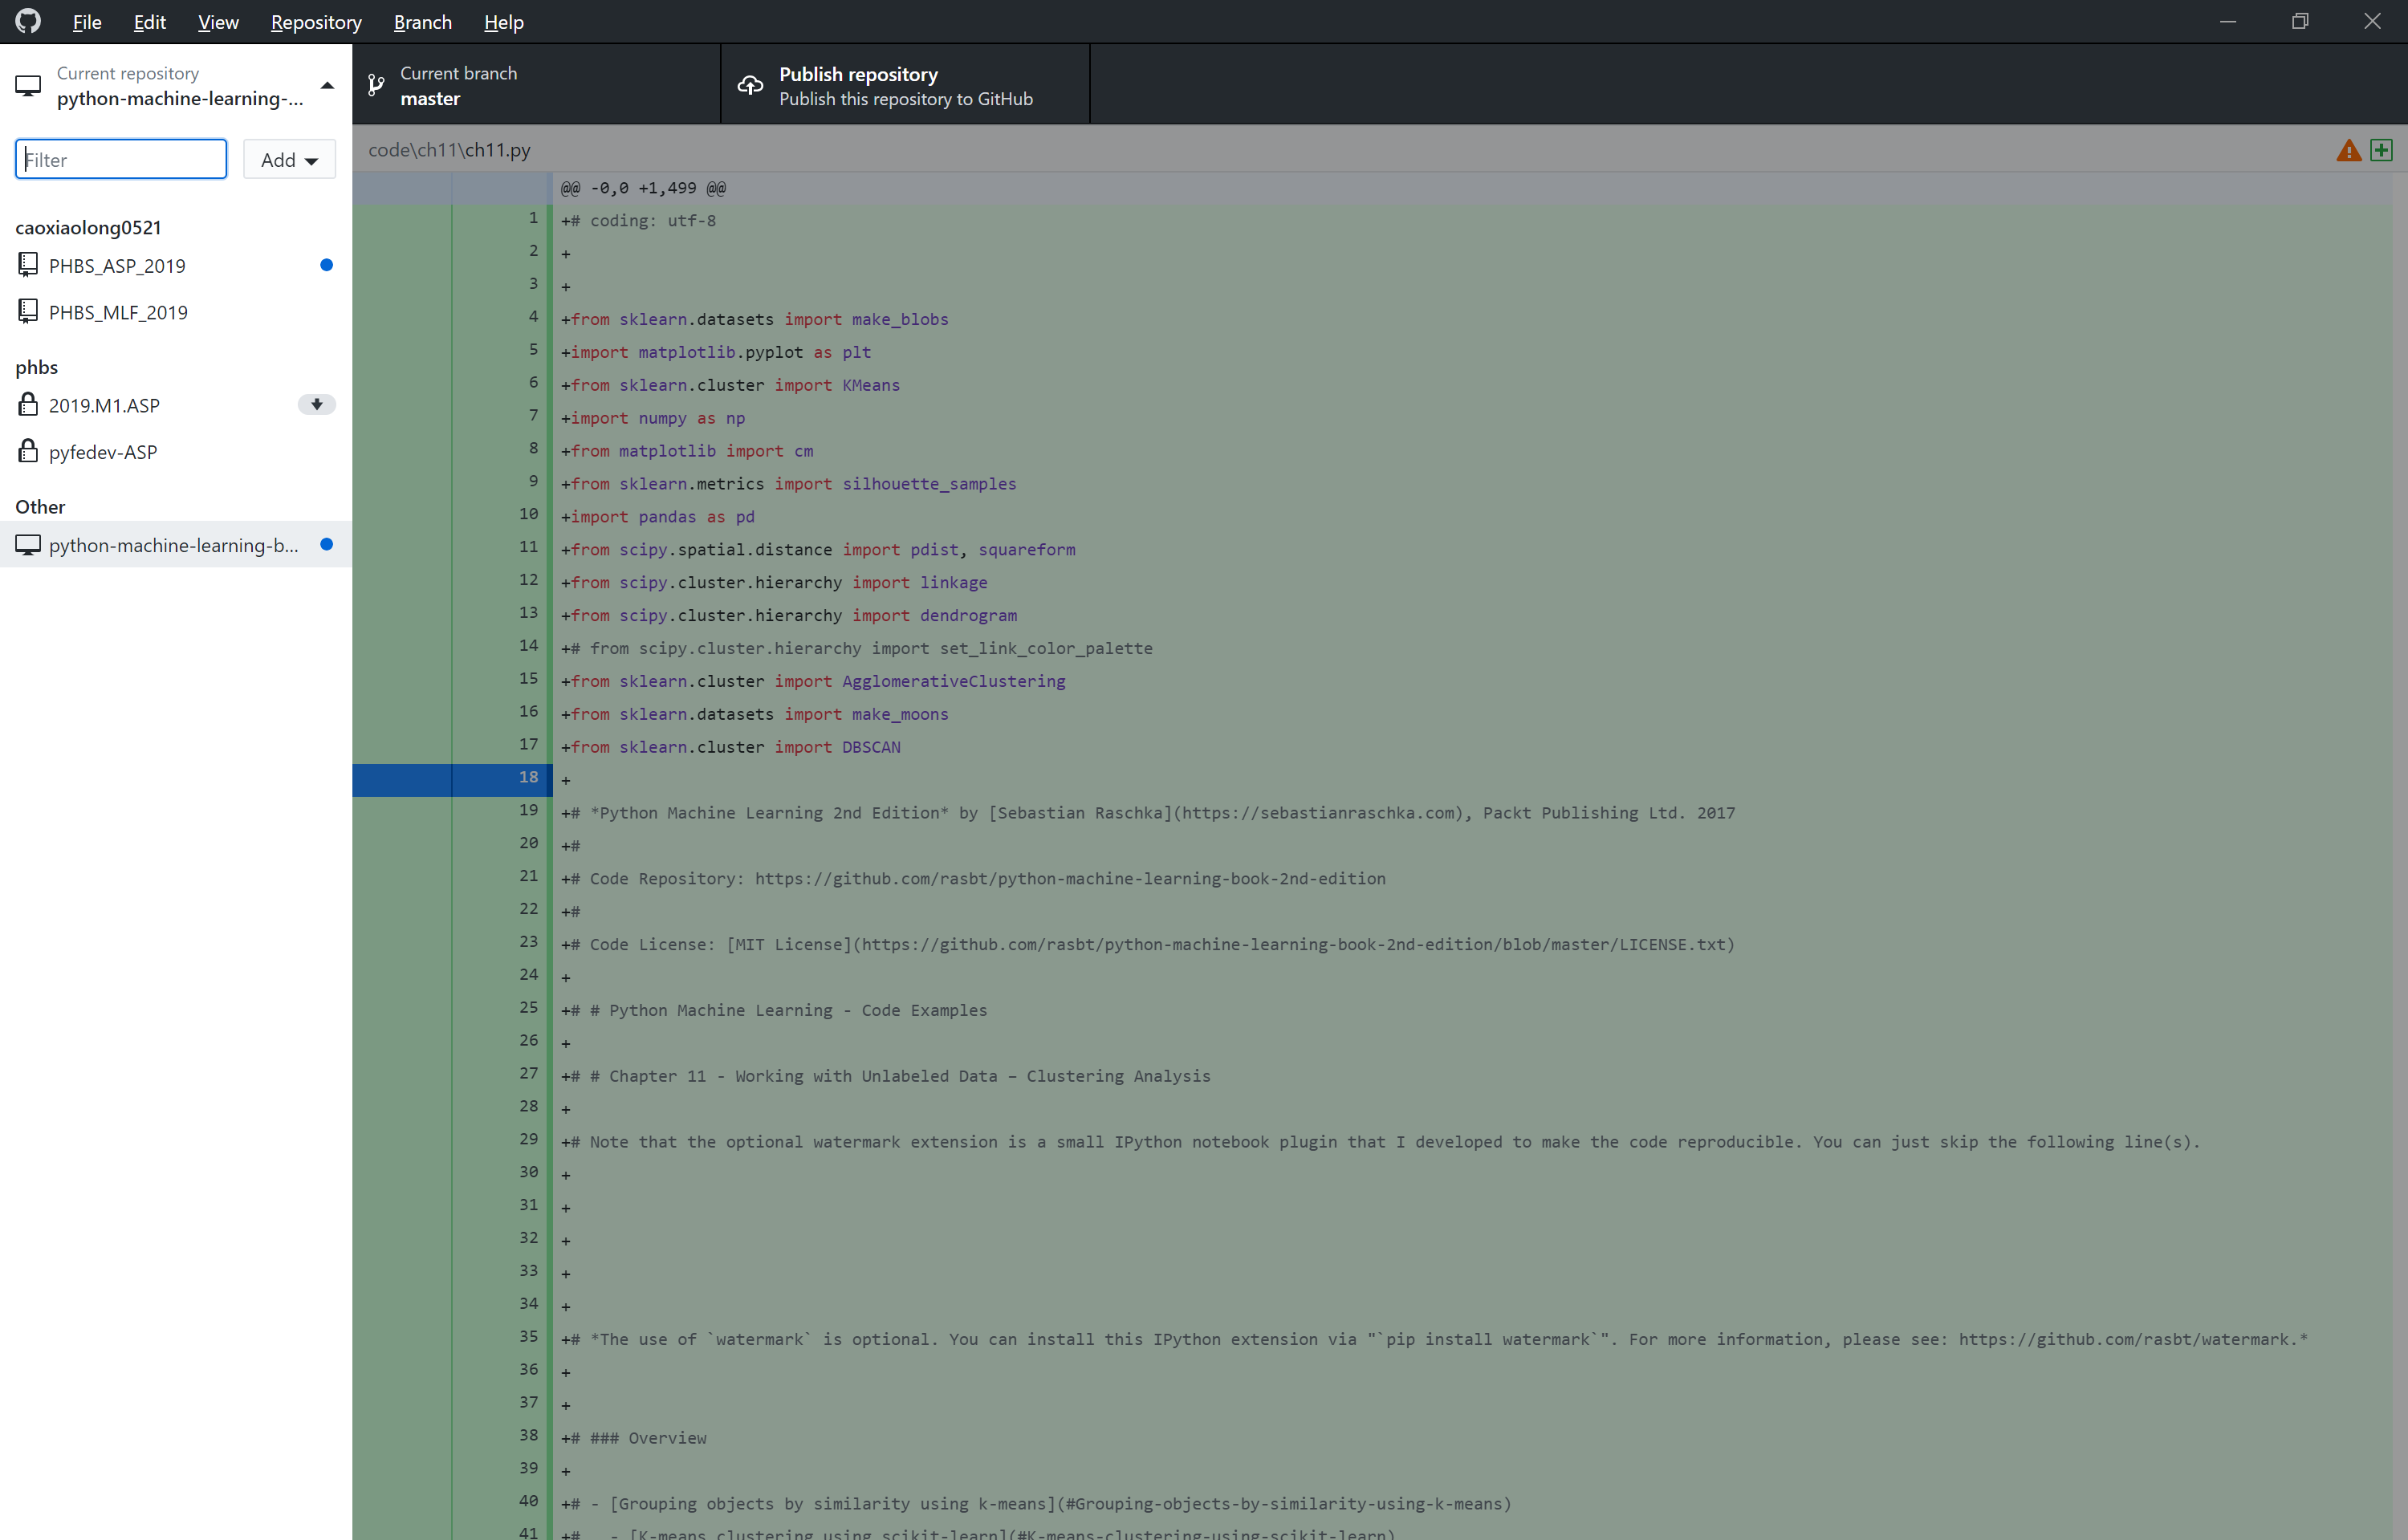 File Edit View Repository Branch Help
Current repository
python-machine-learning-...
Current branch
master
Publish repository
Publish this repository to GitHub
Filter
Add
caoxiaolong0521
PHBS_ASP_2019
PHBS_MLF_2019
phbs
2019.M1.ASP
pyfedev-ASP
Other
python-machine-learning-b...
code\ch11\ch11.py
@@ -0,0 +1,499 @@
1 +# coding: utf-8
2 +
3 +
4 +from sklearn.datasets import make_blobs
5 +import matplotlib.pyplot as plt
6 +from sklearn.cluster import KMeans
7 +import numpy as np
8 +from matplotlib import cm
9 +from sklearn.metrics import silhouette_samples
10 +import pandas as pd
11 +from scipy.spatial.distance import pdist, squareform
12 +from scipy.cluster.hierarchy import linkage
13 +from scipy.cluster.hierarchy import dendrogram
14 +# from scipy.cluster.hierarchy import set_link_color_palette
15 +from sklearn.cluster import AgglomerativeClustering
16 +from sklearn.datasets import make_moons
17 +from sklearn.cluster import DBSCAN
18 +
19 +# *Python Machine Learning 2nd Edition* by [Sebastian Raschka](https://sebastianraschka.com), Packt Publishing Ltd. 2017
20 +#
21 +# Code Repository: https://github.com/rasbt/python-machine-learning-book-2nd-edition
22 +#
23 +# Code License: [MIT License](https://github.com/rasbt/python-machine-learning-book-2nd-edition/blob/master/LICENSE.txt)
24 +
25 +# # Python Machine Learning - Code Examples
26 +
27 +# # Chapter 11 - Working with Unlabeled Data – Clustering Analysis
28 +
29 +# Note that the optional watermark extension is a small IPython notebook plugin that I developed to make the code reproducible. You can just skip the following line(s).
30 +
31 +
32 +
33 +
34 +
35 +# *The use of `watermark` is optional. You can install this IPython extension via "`pip install watermark`". For more information, please see: https://github.com/rasbt/watermark.*
36 +
37 +
38 +# ### Overview
39 +
40 +# - [Grouping objects by similarity using k-means](#Grouping-objects-by-similarity-using-k-means)
41 +#   - [K-means clustering using scikit-learn](#K-means-clustering-using-scikit-learn)